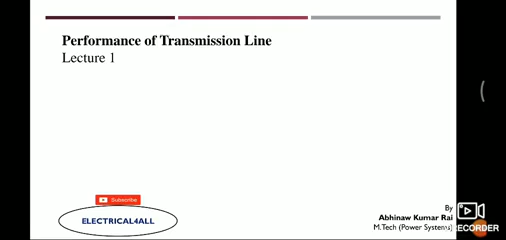 Performance of Transmission Line
Lecture 1
Subscribe
ELECTRICAL4ALL
By
Abhinaw Kumar Rai
M.Tech (Power Systems)
RECORDER